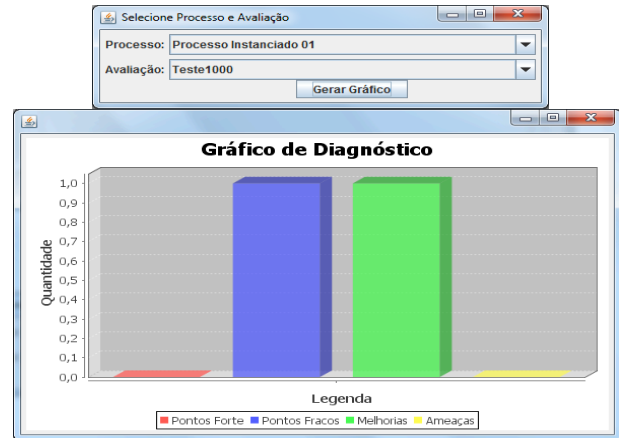 Selecione Processo e Avaliação
Processo: Processo Instanciado 01
Avaliação: Teste1000
Gerar Gráfico
Gráfico de Diagnóstico
Quantidade
1,0
0,9
0,8
0,7
0,6
0,5
0,4
0,3
0,2
0,1
0,0
Legenda
Pontos Forte Pontos Fracos Melhorias Ameaças